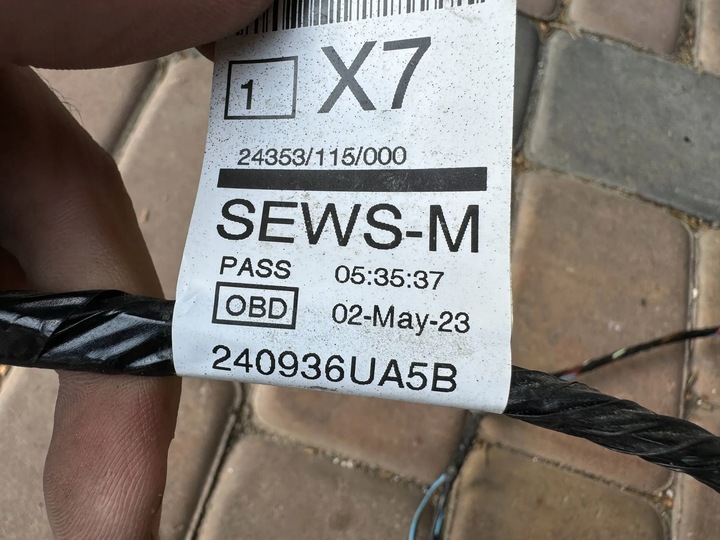 1 X7
24353/115/000
SEWS-M
PASS 05:35:37
OBD 02-May-23
240936UA5B